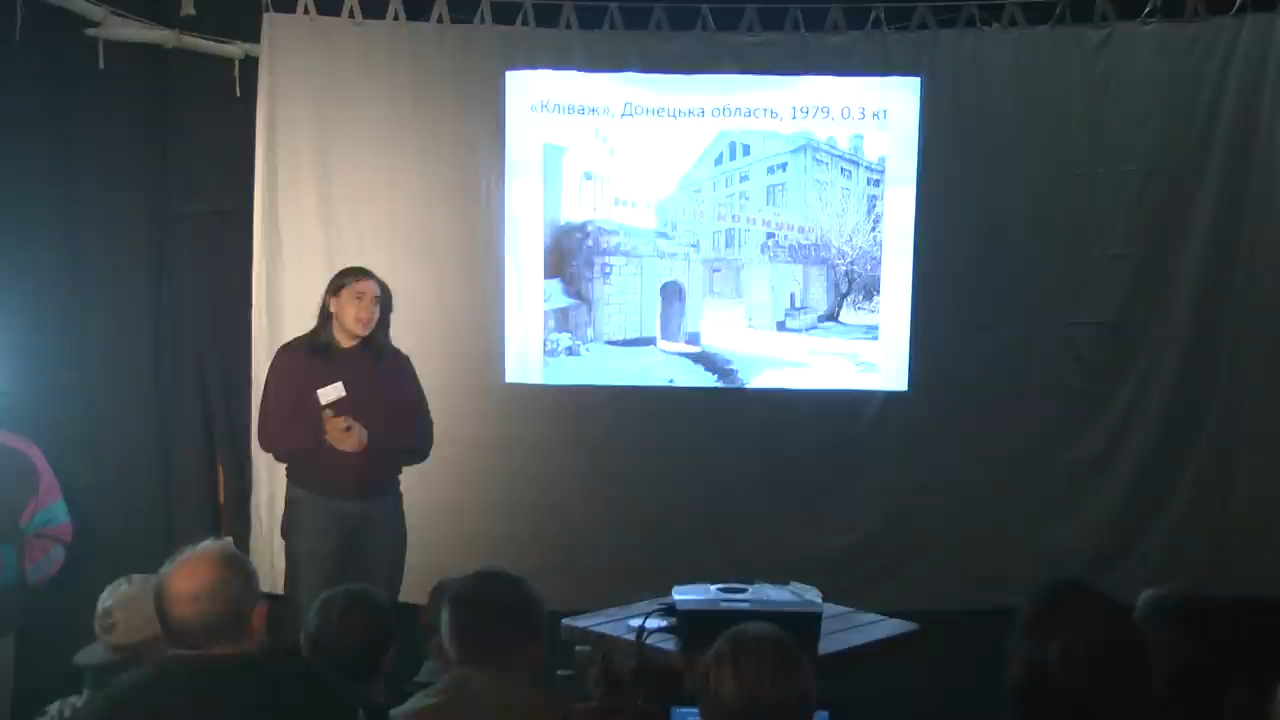 «Кліваж», Донецька область, 1979, 0.3 кт